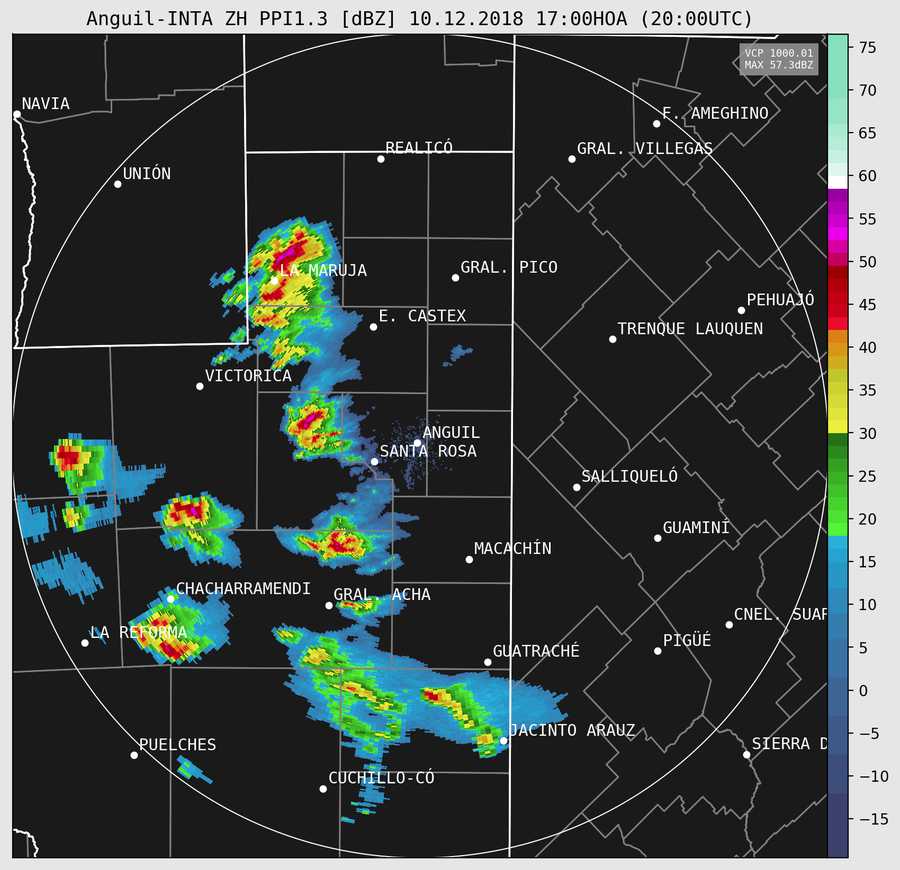 Anguil-INTA ZH PPI1.3 [dBZ] 10.12.2018 17:00HOA (20:00UTC)
VCP 1000.01
MAX 57.3dBZ
75
70
65
60
55
50
45
40
35
30
25
20
15
10
5
0
−5
−10
−15
NAVIA
F. AMEGHINO
REALICÓ
GRAL. VILLEGAS
UNIÓN
LA MARUJA
GRAL. PICO
PEHUAJÓ
E. CASTEX
TRENQUE LAUQUEN
VICTORICA
ANGUIL
SANTA ROSA
SALLIQUELÓ
GUAMINÍ
MACACHÍN
CHACHARRAMENDI
GRAL. ACHA
CNEL. SUAR
LA REFORMA
PIGÜÉ
GUATRACHÉ
JACINTO ARAUZ
PUELCHES
SIERRA D
CUCHILLO-CÓ